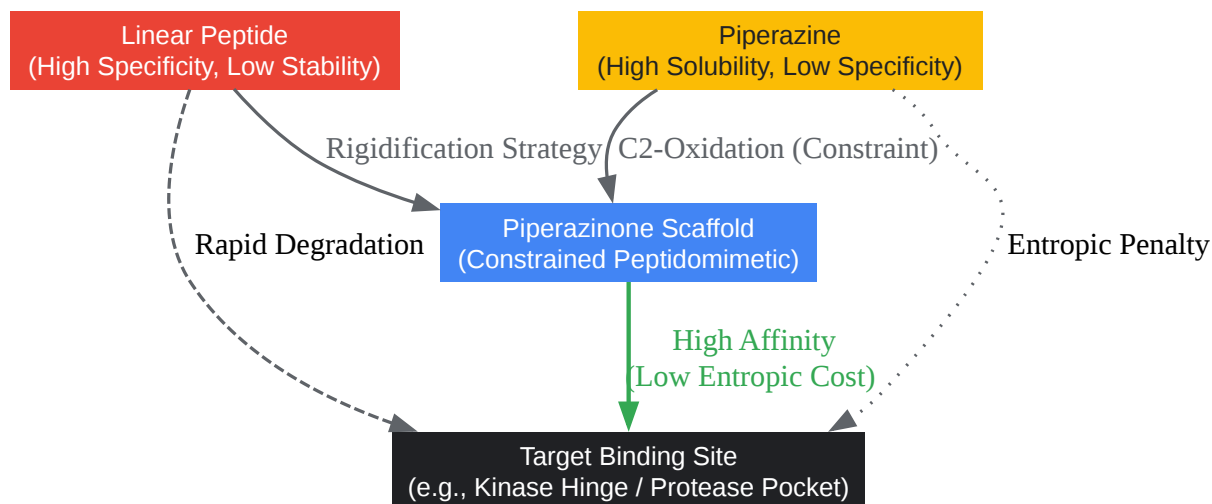 Linear Peptide
(High Specificity, Low Stability)
Piperazine
(High Solubility, Low Specificity)
Rigidification Strategy
C2-Oxidation (Constraint)
Piperazinone Scaffold
(Constrained Peptidomimetic)
Rapid Degradation
Entropic Penalty
High Affinity
(Low Entropic Cost)
Target Binding Site
(e.g., Kinase Hinge / Protease Pocket)